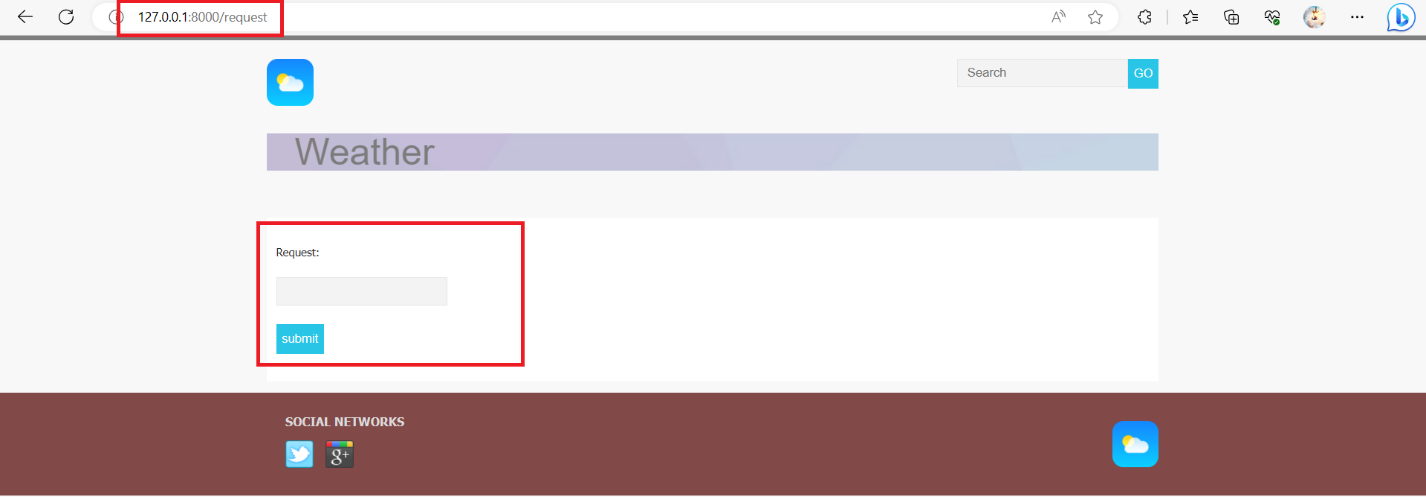 127.0.0.1:8000/request
Search
GO
Weather
Request:
submit
SOCIAL NETWORKS
g+